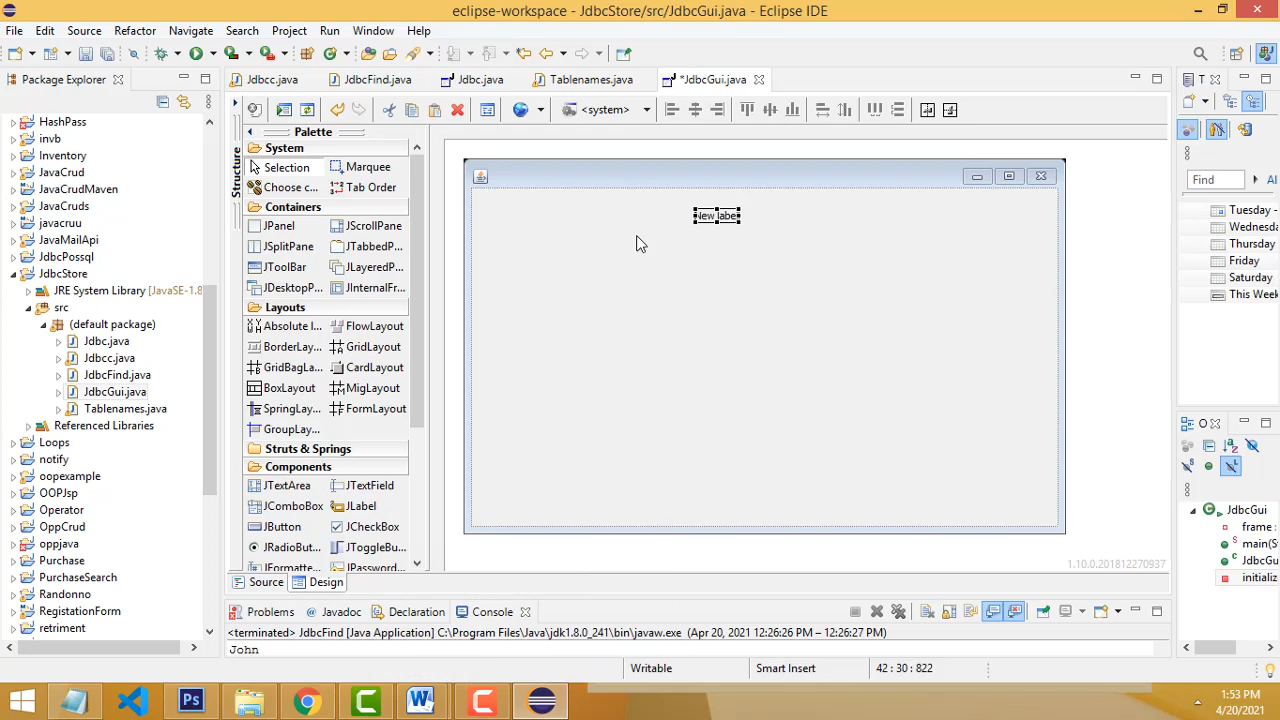 eclipse-workspace - JdbcStore/src/JdbcGui.java - Eclipse IDE
File Edit Source Refactor Navigate Search Project Run Window Help
Package Explorer
HashPass
invb
Inventory
JavaCrud
JavaCrudMaven
JavaCruds
javacruu
JavaMailApi
JdbcPossql
JdbcStore
JRE System Library [JavaSE-1.8
src
(default package)
Jdbc.java
Jdbcc.java
JdbcFind.java
JdbcGui.java
Tablenames.java
Referenced Libraries
Loops
notify
oopexample
OOPJsp
Operator
OppCrud
oppjava
Purchase
PurchaseSearch
Randonno
RegistationForm
retriment
Jdbcc.java JdbcFind.java Jdbc.java Tablenames.java *JdbcGui.java
<system>
Structure
Palette
System
Selection Marquee
Choose c... Tab Order
Containers
JPanel JScrollPane
JSplitPane JTabbedP...
JToolBar JLayeredP...
JDesktopP... JInternalFr...
Layouts
Absolute l... FlowLayout
BorderLay... GridLayout
GridBagLa... CardLayout
BoxLayout MigLayout
SpringLay... FormLayout
GroupLay...
Struts & Springs
Components
JTextArea JTextField
JComboBox JLabel
JButton JCheckBox
JRadioBut... JToggleBu...
JFormatte... JPassword...
New label
1.10.0.201812270937
Source Design
Problems Javadoc Declaration Console
<terminated> JdbcFind [Java Application] C:\Program Files\Java\jdk1.8.0_241\bin\javaw.exe (Apr 20, 2021 12:26:26 PM – 12:26:27 PM)
John
Writable Smart Insert 42 : 30 : 822
T
Find Al
Tuesday -
Wednesda
Thursday
Friday
Saturday
This Week
O
JdbcGui
frame :
main(S
JdbcGu
initializ
Ps
W
1:53 PM
4/20/2021